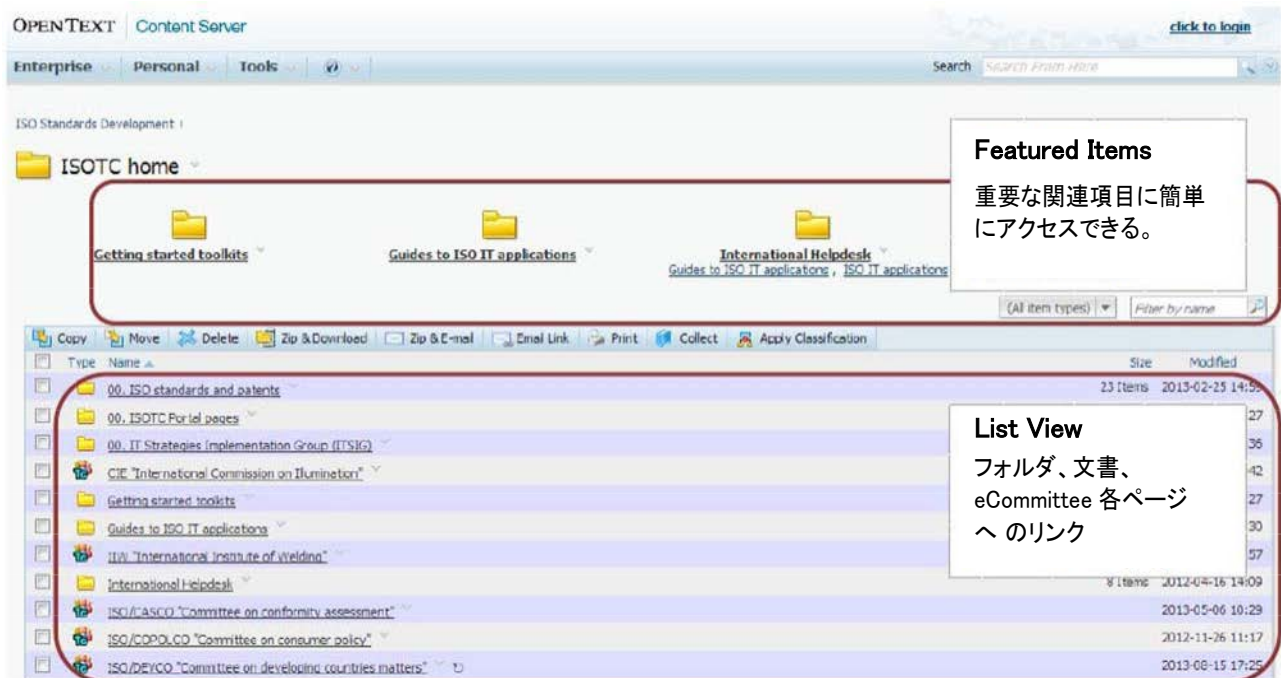 OPENTEXT Content Server
click to login
Enterprise Personal Tools
Search Search From Here
ISO Standards Development
ISOTC home
Featured Items
重要な関連項目に簡単
にアクセスできる。
Getting started toolkits
Guides to ISO IT applications
International Helpdesk
Guides to ISO IT applications , ISO IT applications
(All item types) Filter by name
Copy Move Delete Zip & Download Zip & E-mail Email Link Print Collect Apply Classification
Type Name Size Modified
00. ISO standards and patents 23 Items 2013-02-25 14:55
00. ISOTC Portal pages 27
00. IT Strategies Implementation Group (ITSIG) 36
CIE "International Commission on Illumination" 42
Getting started toolkits 27
Guides to ISO IT applications 30
IIW "International Institute of Welding" 57
List View
フォルダ、文書、
eCommittee 各ページ
へ のリンク
International Helpdesk 8 Items 2012-04-16 14:09
ISO/CASCO "Committee on conformity assessment" 2013-05-06 10:29
ISO/COPOLCO "Committee on consumer policy" 2012-11-26 11:17
ISO/DEVCO "Committee on developing countries matters" 2013-08-15 17:25